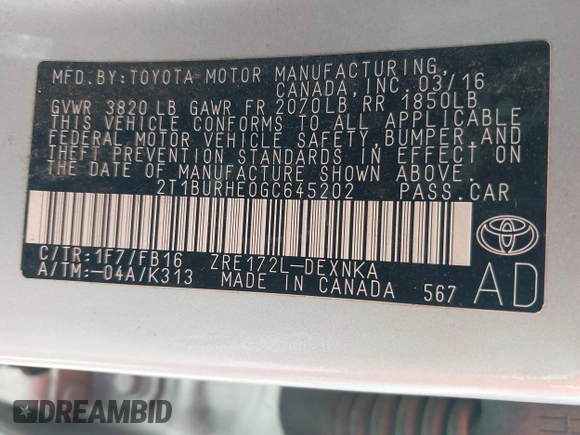 MFD.BY:TOYOTA MOTOR MANUFACTURING,
CANADA,INC.03/16
GVWR 3820LB GAWR FR 2070LB RR 1850LB
THIS VEHICLE CONFORMS TO ALL APPLICABLE
FEDERAL MOTOR VEHICLE SAFETY,BUMPER,AND
THEFT PREVENTION STANDARDS IN EFFECT ON
THE DATE OF MANUFACTURE SHOWN ABOVE.
2T1BURHE0GC645202 PASS.CAR
C/TR:1F7/FB16 ZRE172L-DEXNKA
A/TM:-04A/K313 MADE IN CANADA 567
TOYOTA
AD
DREAMBID